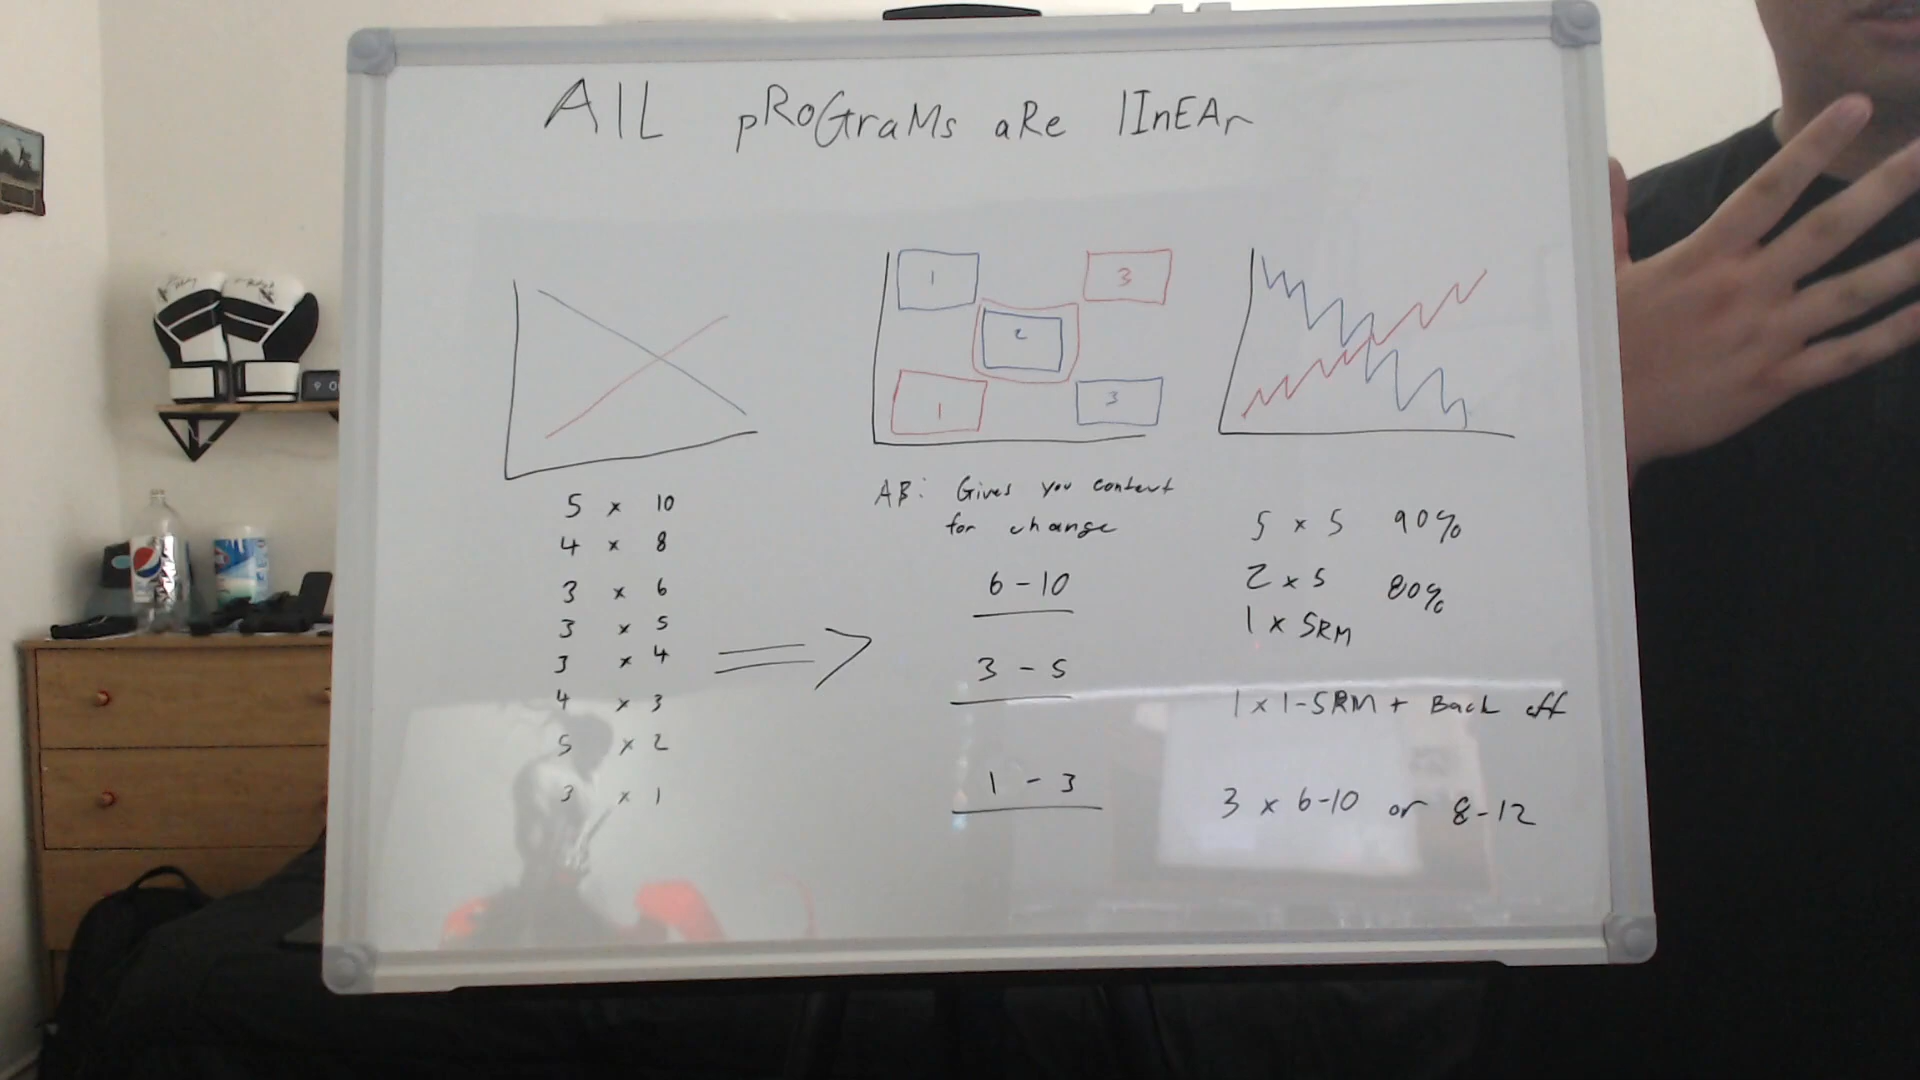 AlL pRoGraMs aRe lInEAr
1
3
2
1
3
5 x 10
4 x 8
3 x 6
3 x 5
3 x 4
4 x 3
5 x 2
3 x 1
AB: Gives you context
for change
6 - 10
3 - 5
1 - 3
5 x 5 90%
2 x 5 80%
1 x 5RM
1 x 1-5RM + Back off
3 x 6-10 or 8-12